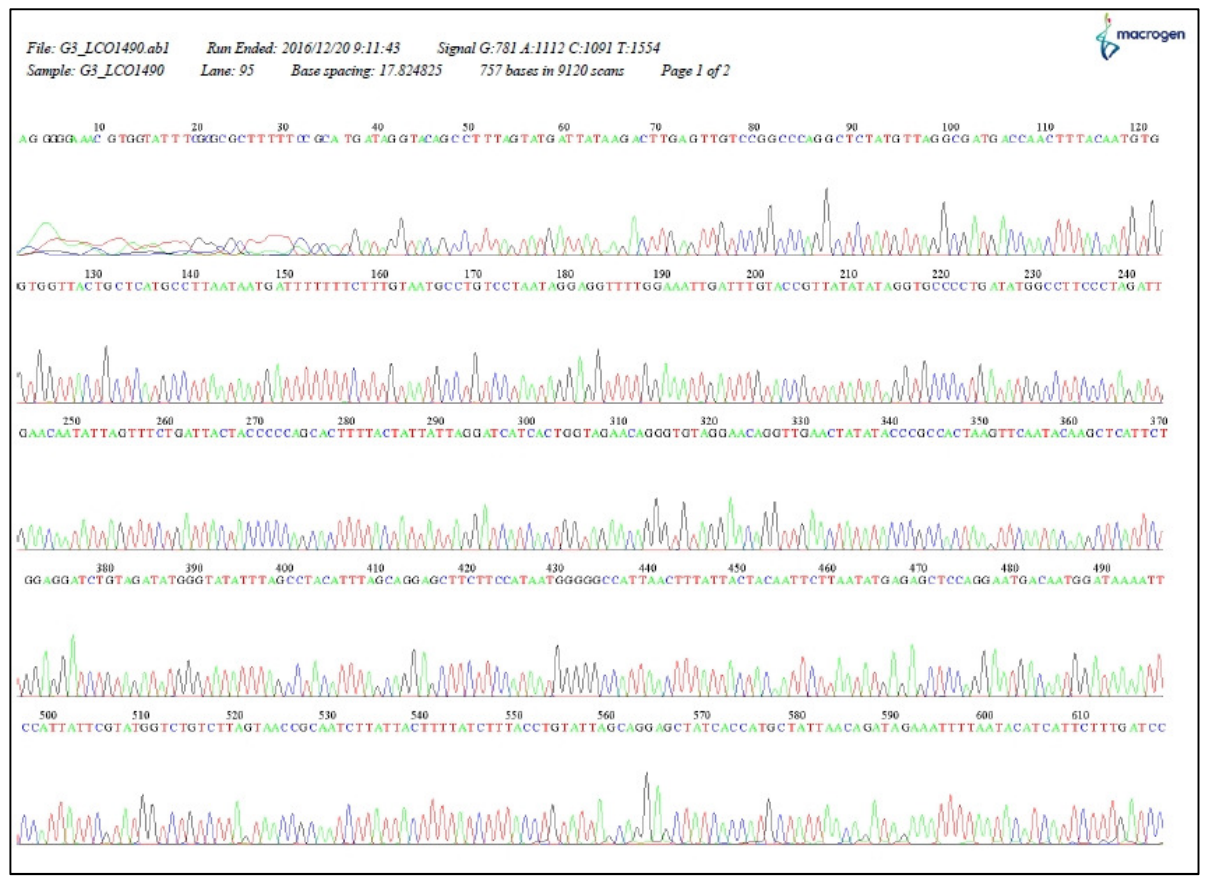 macrogen
File: G3_LCO1490.ab1 Run Ended: 2016/12/20 9:11:43 Signal G:781 A:1112 C:1091 T:1554
Sample: G3_LCO1490 Lane: 95 Base spacing: 17.824825 757 bases in 9120 scans Page 1 of 2
10 20 30 40 50 60 70 80 90 100 110 120
AG GGGGAAAC GTGGTATTTCGGGCGCTTTTTCCGCA TGATAGGTACAGCCTTTAGTATGATTATAAGACTTGAGTTGTCCGGCCCAGGCTCTATGTTAGGCGATGACCAACTTTACAATGTG
130 140 150 160 170 180 190 200 210 220 230 240
GTGGTTACTGCTCATGCCTTAATAATGATTTTTTTCTTTGTAATGCCTGTCCTAATAGGAGGTTTTGGAAATTGATTTGTACCGTTATATATAGGTGCCCCTGATATGGCCTTCCCTAGATT
250 260 270 280 290 300 310 320 330 340 350 360 370
GAACAATATTAGTTTCTGATTACTACCCCCAGCACTTTTACTATTATTAGGATCATCACTGGTAGAACAGGGTGTAGGAACAGGTTGAACTATATACCCGCCACTAAGTTCAATACAAGCTCATTCT
380 390 400 410 420 430 440 450 460 470 480 490
GGAGGATCTGTAGATATGGGTATATTTAGCCTACATTTAGCAGGAGCTTCTTCCATAATGGGGGCCATTAACTTTATTACTACAATTCTTAATATGAGAGCTCCAGGAATGACAATGGATAAAATT
500 510 520 530 540 550 560 570 580 590 600 610
CCATTATTCGTATGGTCTGTCTTAGTAACCGCAATCTTATTACTTTTATCTTTACCTGTATTAGCAGGAGCTATCACCATGCTATTAACAGATAGAAATTTTAATACATCATTCTTTGATCC